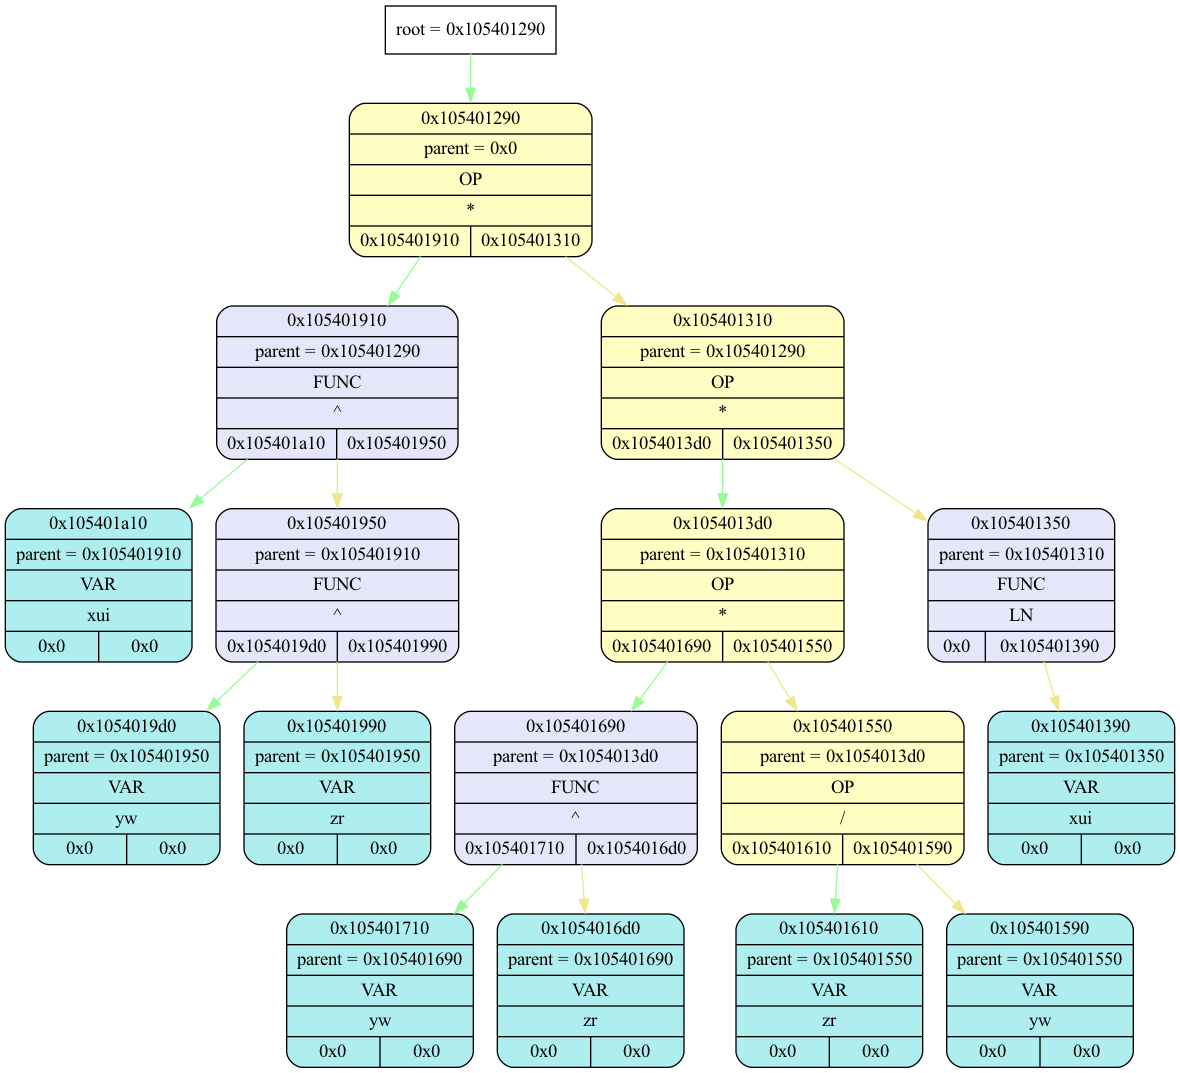 root = 0x105401290
0x105401290
parent = 0x0
OP
*
0x105401910 0x105401310
0x105401910
parent = 0x105401290
FUNC
^
0x105401a10 0x105401950
0x105401310
parent = 0x105401290
OP
*
0x1054013d0 0x105401350
0x105401a10
parent = 0x105401910
VAR
xui
0x0 0x0
0x105401950
parent = 0x105401910
FUNC
^
0x1054019d0 0x105401990
0x1054013d0
parent = 0x105401310
OP
*
0x105401690 0x105401550
0x105401350
parent = 0x105401310
FUNC
LN
0x0 0x105401390
0x1054019d0
parent = 0x105401950
VAR
yw
0x0 0x0
0x105401990
parent = 0x105401950
VAR
zr
0x0 0x0
0x105401690
parent = 0x1054013d0
FUNC
^
0x105401710 0x1054016d0
0x105401550
parent = 0x1054013d0
OP
/
0x105401610 0x105401590
0x105401390
parent = 0x105401350
VAR
xui
0x0 0x0
0x105401710
parent = 0x105401690
VAR
yw
0x0 0x0
0x1054016d0
parent = 0x105401690
VAR
zr
0x0 0x0
0x105401610
parent = 0x105401550
VAR
zr
0x0 0x0
0x105401590
parent = 0x105401550
VAR
yw
0x0 0x0